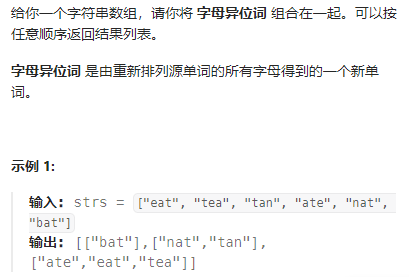 给你一个字符串数组，请你将 字母异位词 组合在一起。可以按
任意顺序返回结果列表。
字母异位词 是由重新排列源单词的所有字母得到的一个新单
词。
示例 1:
输入: strs = ["eat", "tea", "tan", "ate", "nat",
"bat"]
输出: [["bat"],["nat","tan"],
["ate","eat","tea"]]